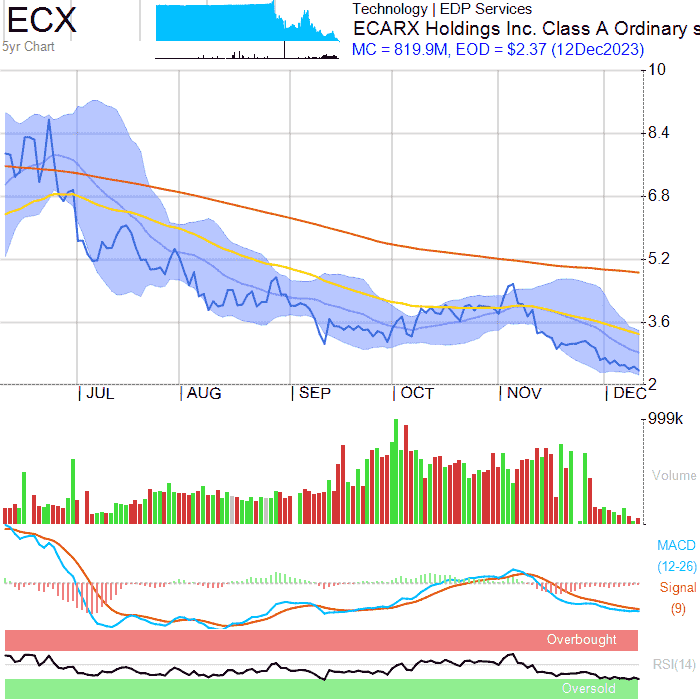 ECX
5yr Chart
Technology | EDP Services
ECARX Holdings Inc. Class A Ordinary s
MC = 819.9M, EOD = $2.37 (12Dec2023)
10
8.4
6.8
5.2
3.6
2
JUL AUG SEP OCT NOV DEC
999k
Volume
MACD
(12-26)
Signal
(9)
Overbought
RSI(14)
Oversold